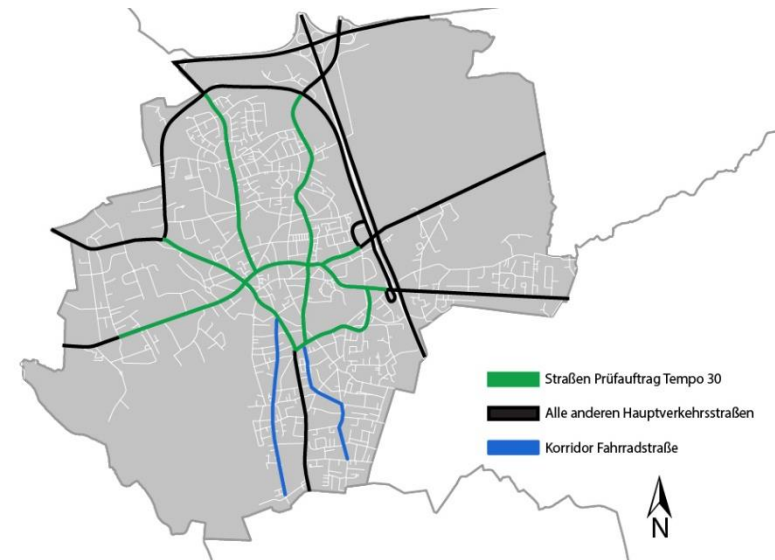 Straßen Prüfauftrag Tempo 30
Alle anderen Hauptverkehrsstraßen
Korridor Fahrradstraße
N